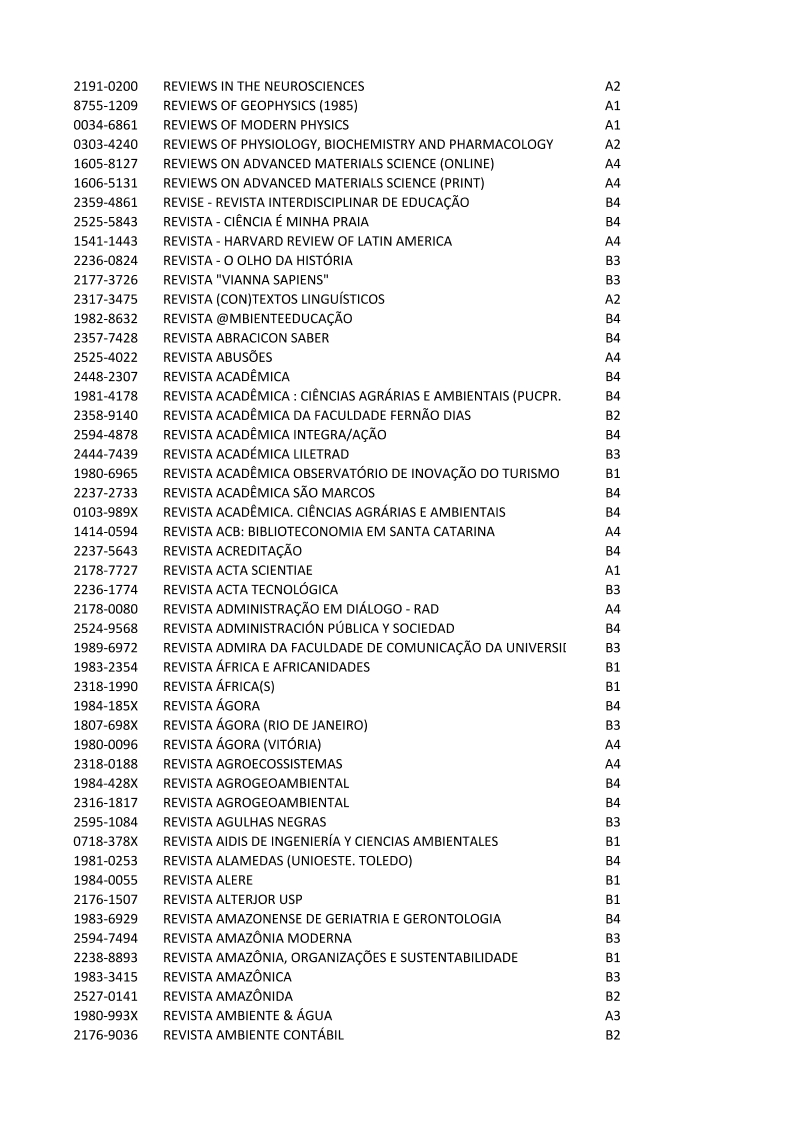 2191-0200 REVIEWS IN THE NEUROSCIENCES A2
8755-1209 REVIEWS OF GEOPHYSICS (1985) A1
0034-6861 REVIEWS OF MODERN PHYSICS A1
0303-4240 REVIEWS OF PHYSIOLOGY, BIOCHEMISTRY AND PHARMACOLOGY A2
1605-8127 REVIEWS ON ADVANCED MATERIALS SCIENCE (ONLINE) A4
1606-5131 REVIEWS ON ADVANCED MATERIALS SCIENCE (PRINT) A4
2359-4861 REVISE - REVISTA INTERDISCIPLINAR DE EDUCAÇÃO B4
2525-5843 REVISTA - CIÊNCIA É MINHA PRAIA B4
1541-1443 REVISTA - HARVARD REVIEW OF LATIN AMERICA A4
2236-0824 REVISTA - O OLHO DA HISTÓRIA B3
2177-3726 REVISTA "VIANNA SAPIENS" B3
2317-3475 REVISTA (CON)TEXTOS LINGUÍSTICOS A2
1982-8632 REVISTA @MBIENTEEDUCAÇÃO B4
2357-7428 REVISTA ABRACICON SABER B4
2525-4022 REVISTA ABUSÕES A4
2448-2307 REVISTA ACADÊMICA B4
1981-4178 REVISTA ACADÊMICA : CIÊNCIAS AGRÁRIAS E AMBIENTAIS (PUCPR. B4
2358-9140 REVISTA ACADÊMICA DA FACULDADE FERNÃO DIAS B2
2594-4878 REVISTA ACADÊMICA INTEGRA/AÇÃO B4
2444-7439 REVISTA ACADÉMICA LILETRAD B3
1980-6965 REVISTA ACADÊMICA OBSERVATÓRIO DE INOVAÇÃO DO TURISMO B1
2237-2733 REVISTA ACADÊMICA SÃO MARCOS B4
0103-989X REVISTA ACADÊMICA. CIÊNCIAS AGRÁRIAS E AMBIENTAIS B4
1414-0594 REVISTA ACB: BIBLIOTECONOMIA EM SANTA CATARINA A4
2237-5643 REVISTA ACREDITAÇÃO B4
2178-7727 REVISTA ACTA SCIENTIAE A1
2236-1774 REVISTA ACTA TECNOLÓGICA B3
2178-0080 REVISTA ADMINISTRAÇÃO EM DIÁLOGO - RAD A4
2524-9568 REVISTA ADMINISTRACIÓN PÚBLICA Y SOCIEDAD B4
1989-6972 REVISTA ADMIRA DA FACULDADE DE COMUNICAÇÃO DA UNIVERSI B3
1983-2354 REVISTA ÁFRICA E AFRICANIDADES B1
2318-1990 REVISTA ÁFRICA(S) B1
1984-185X REVISTA ÁGORA B4
1807-698X REVISTA ÁGORA (RIO DE JANEIRO) B3
1980-0096 REVISTA ÁGORA (VITÓRIA) A4
2318-0188 REVISTA AGROECOSSISTEMAS A4
1984-428X REVISTA AGROGEOAMBIENTAL B4
2316-1817 REVISTA AGROGEOAMBIENTAL B4
2595-1084 REVISTA AGULHAS NEGRAS B3
0718-378X REVISTA AIDIS DE INGENIERÍA Y CIENCIAS AMBIENTALES B1
1981-0253 REVISTA ALAMEDAS (UNIOESTE. TOLEDO) B4
1984-0055 REVISTA ALERE B1
2176-1507 REVISTA ALTERJOR USP B1
1983-6929 REVISTA AMAZONENSE DE GERIATRIA E GERONTOLOGIA B4
2594-7494 REVISTA AMAZÔNIA MODERNA B3
2238-8893 REVISTA AMAZÔNIA, ORGANIZAÇÕES E SUSTENTABILIDADE B1
1983-3415 REVISTA AMAZÔNICA B3
2527-0141 REVISTA AMAZÔNIDA B2
1980-993X REVISTA AMBIENTE & ÁGUA A3
2176-9036 REVISTA AMBIENTE CONTÁBIL B2